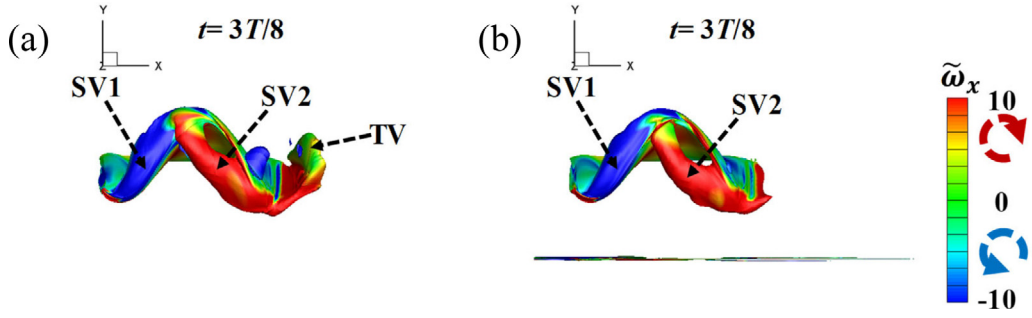 (a)
Y
Z
X
t= 3T/8
SV1
SV2
TV
(b)
Y
Z
X
t= 3T/8
SV1
SV2
ω̃x
10
0
-10